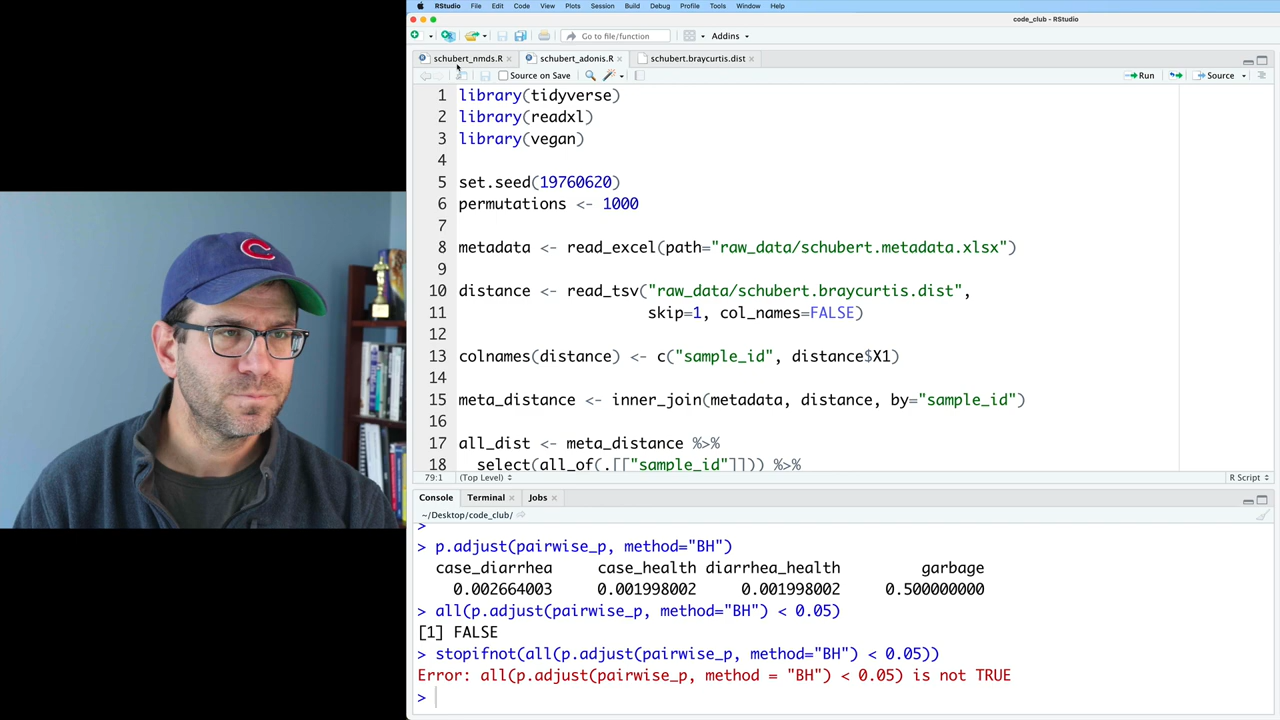 RStudio File Edit Code View Plots Session Build Debug Profile Tools Window Help
code_club - RStudio
Go to file/function Addins
schubert_nmds.R schubert_adonis.R schubert.braycurtis.dist
Source on Save Run Source
1 library(tidyverse)
2 library(readxl)
3 library(vegan)
4
5 set.seed(19760620)
6 permutations <- 1000
7
8 metadata <- read_excel(path="raw_data/schubert.metadata.xlsx")
9
10 distance <- read_tsv("raw_data/schubert.braycurtis.dist",
11 skip=1, col_names=FALSE)
12
13 colnames(distance) <- c("sample_id", distance$X1)
14
15 meta_distance <- inner_join(metadata, distance, by="sample_id")
16
17 all_dist <- meta_distance %>%
18 select(all_of(.[["sample_id"]])) %>%
79:1 (Top Level) R Script
Console Terminal Jobs
~/Desktop/code_club/
>
> p.adjust(pairwise_p, method="BH")
case_diarrhea case_health diarrhea_health garbage
0.002664003 0.001998002 0.001998002 0.500000000
> all(p.adjust(pairwise_p, method="BH") < 0.05)
[1] FALSE
> stopifnot(all(p.adjust(pairwise_p, method="BH") < 0.05))
Error: all(p.adjust(pairwise_p, method = "BH") < 0.05) is not TRUE
>